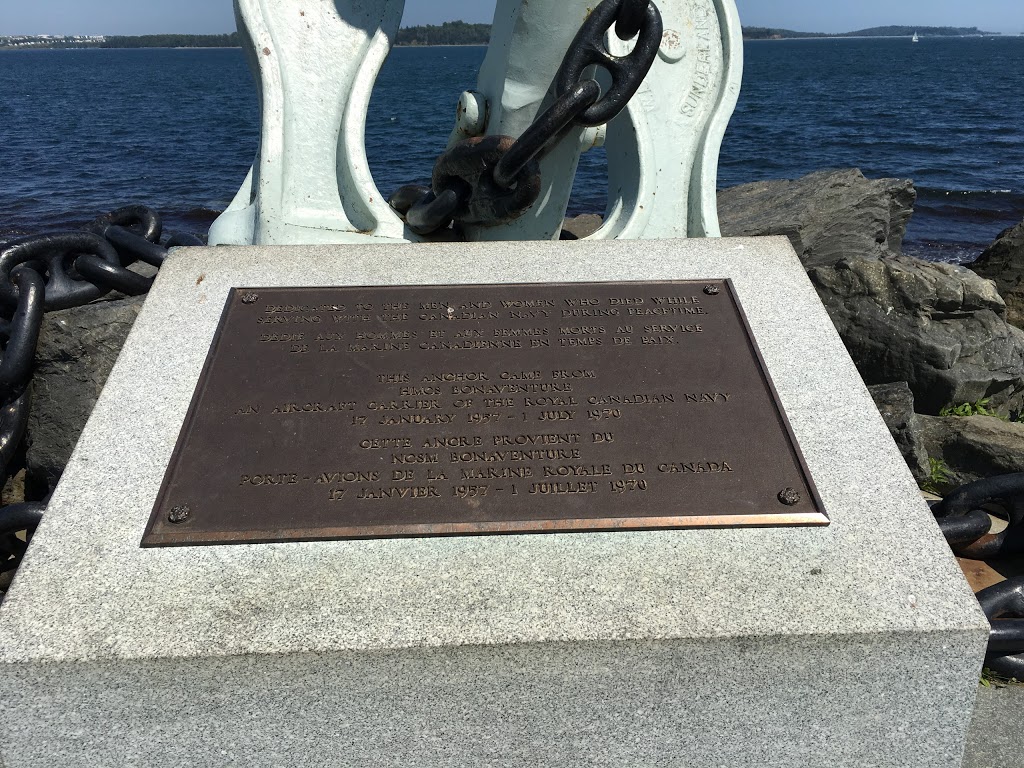 SUNDERLAND
DEDICATED TO THE MEN AND WOMEN WHO DIED WHILE
SERVING WITH THE CANADIAN NAVY DURING PEACETIME.
DEDIE AUX HOMMES ET AUX FEMMES MORTS AU SERVICE
DE LA MARINE CANADIENNE EN TEMPS DE PAIX.
THIS ANCHOR CAME FROM
HMCS BONAVENTURE
AN AIRCRAFT CARRIER OF THE ROYAL CANADIAN NAVY
17 JANUARY 1957 - 1 JULY 1970
CETTE ANCRE PROVIENT DU
NCSM BONAVENTURE
PORTE-AVIONS DE LA MARINE ROYALE DU CANADA
17 JANVIER 1957 - 1 JUILLET 1970